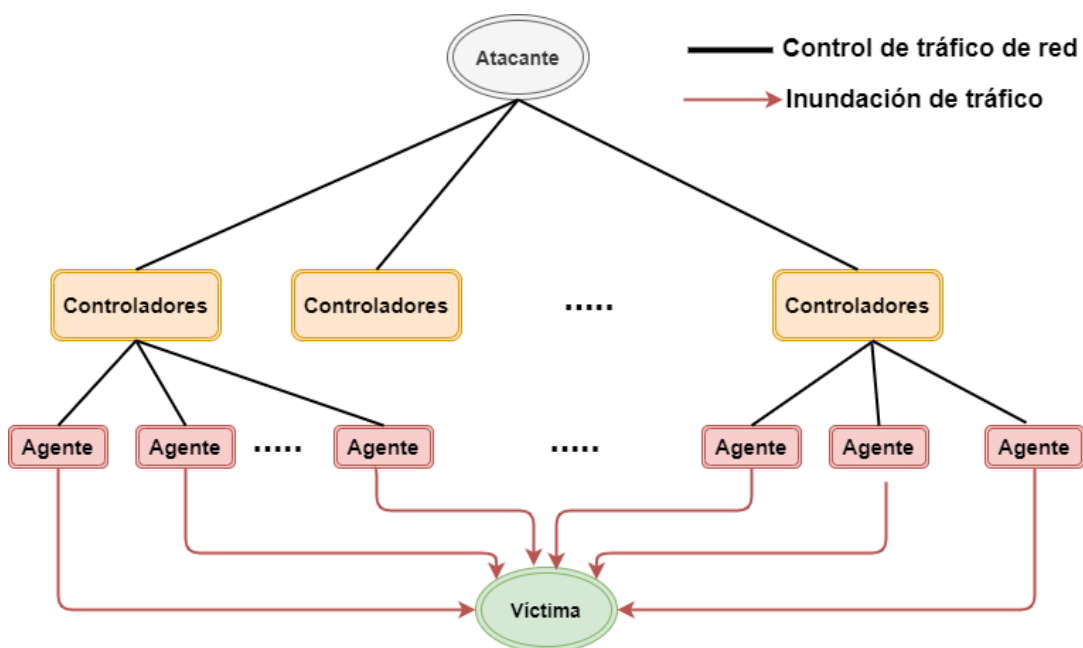 Atacante
Control de tráfico de red
Inundación de tráfico
Controladores
Controladores
.....
Controladores
Agente
Agente
.....
Agente
.....
Agente
Agente
Agente
Víctima